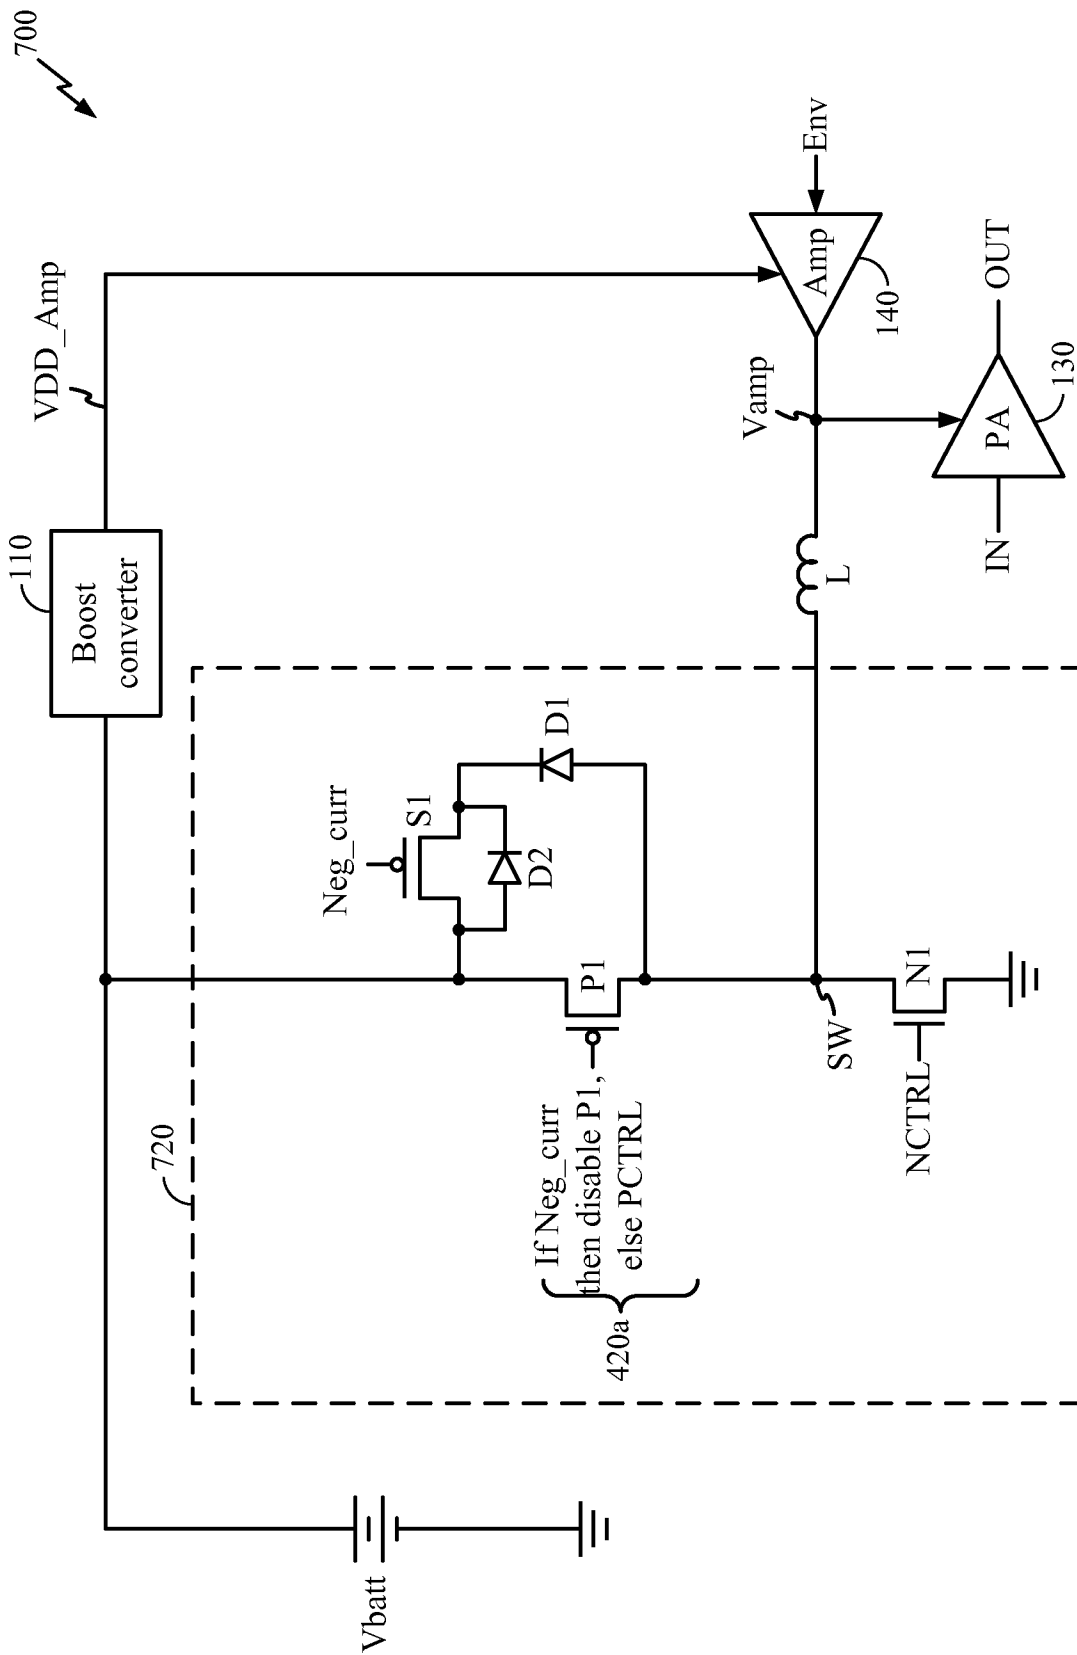 700
VDD_Amp
110
Boost
converter
720
Vbatt
Neg_curr
S1
D2
D1
If Neg_curr
then disable P1,
else PCTRL
420a
P1
SW
NCTRL
N1
L
Vamp
Amp
140
Env
IN
PA
130
OUT